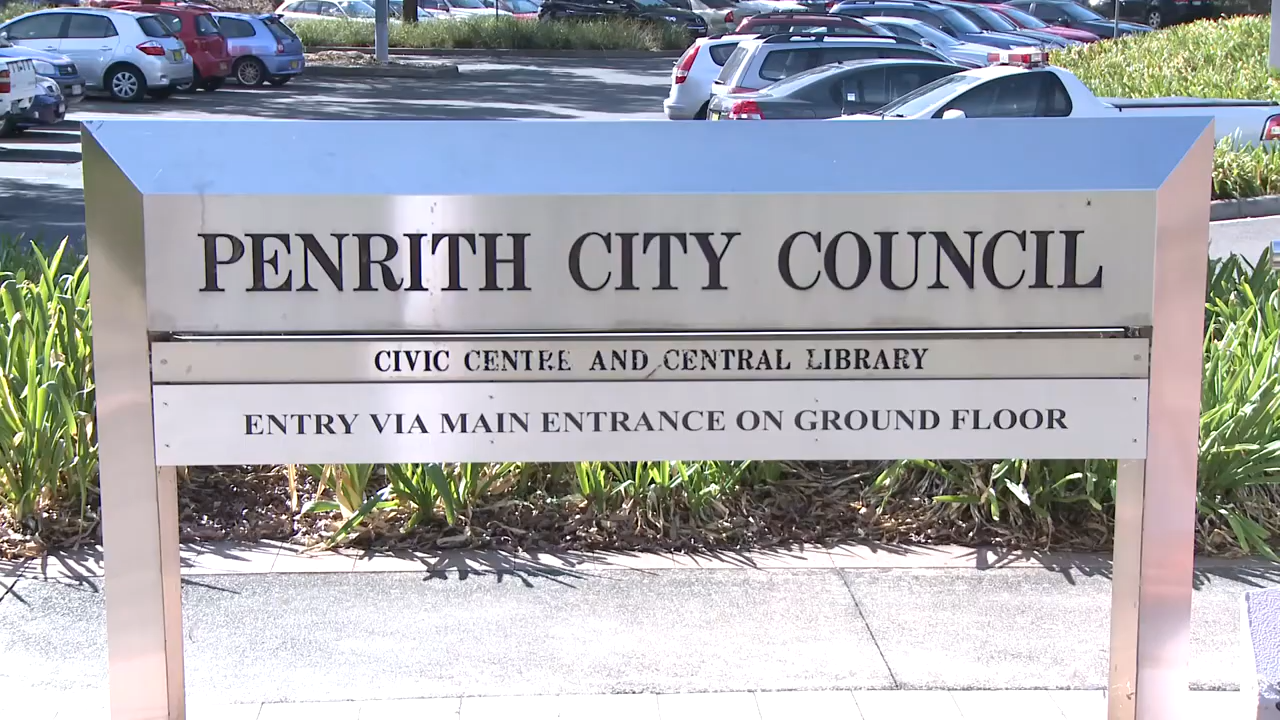 PENRITH CITY COUNCIL
CIVIC CENTRE AND CENTRAL LIBRARY
ENTRY VIA MAIN ENTRANCE ON GROUND FLOOR